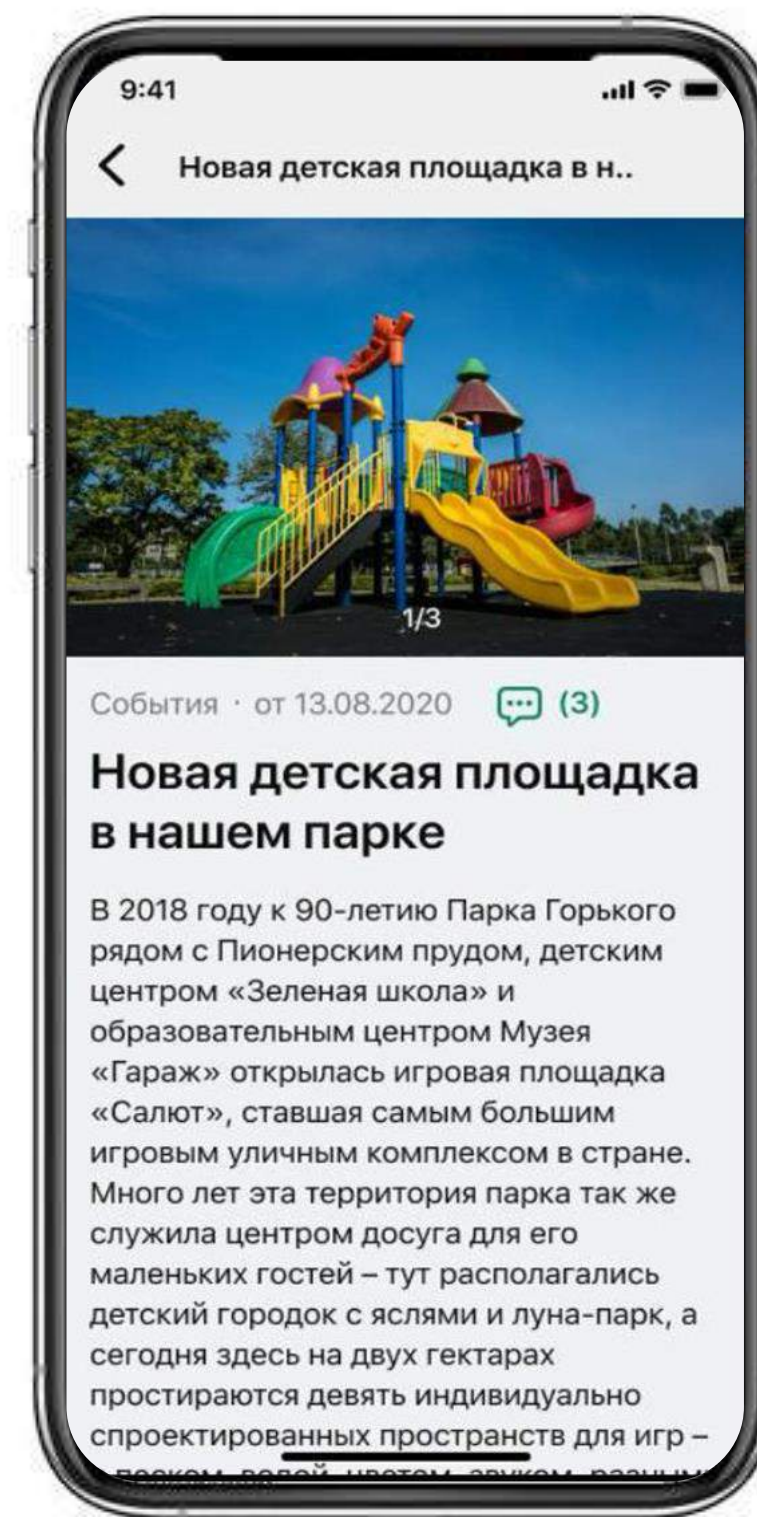 9:41
Новая детская площадка в н..
1/3
События · от 13.08.2020 (3)
Новая детская площадка
в нашем парке
В 2018 году к 90-летию Парка Горького
рядом с Пионерским прудом, детским
центром «Зеленая школа» и
образовательным центром Музея
«Гараж» открылась игровая площадка
«Салют», ставшая самым большим
игровым уличным комплексом в стране.
Много лет эта территория парка так же
служила центром досуга для его
маленьких гостей – тут располагались
детский городок с яслями и луна-парк, а
сегодня здесь на двух гектарах
простираются девять индивидуально
спроектированных пространств для игр –